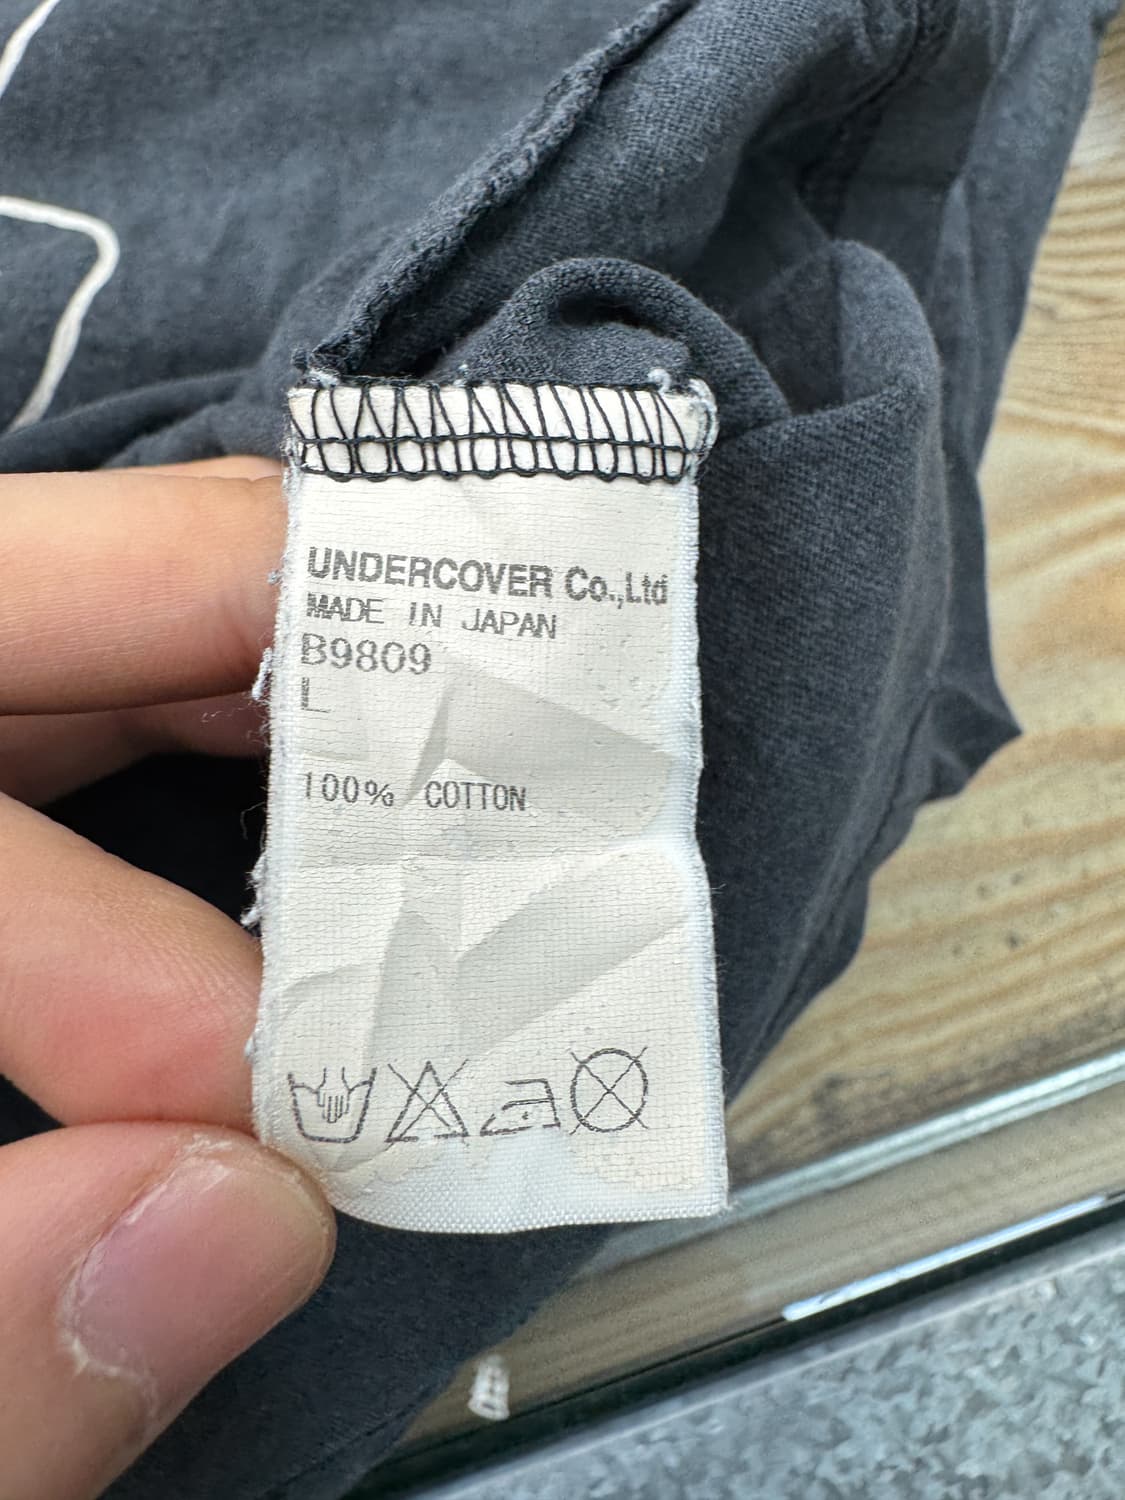 UNDERCOVER Co.,Ltd
MADE IN JAPAN
B9809
L
100% COTTON